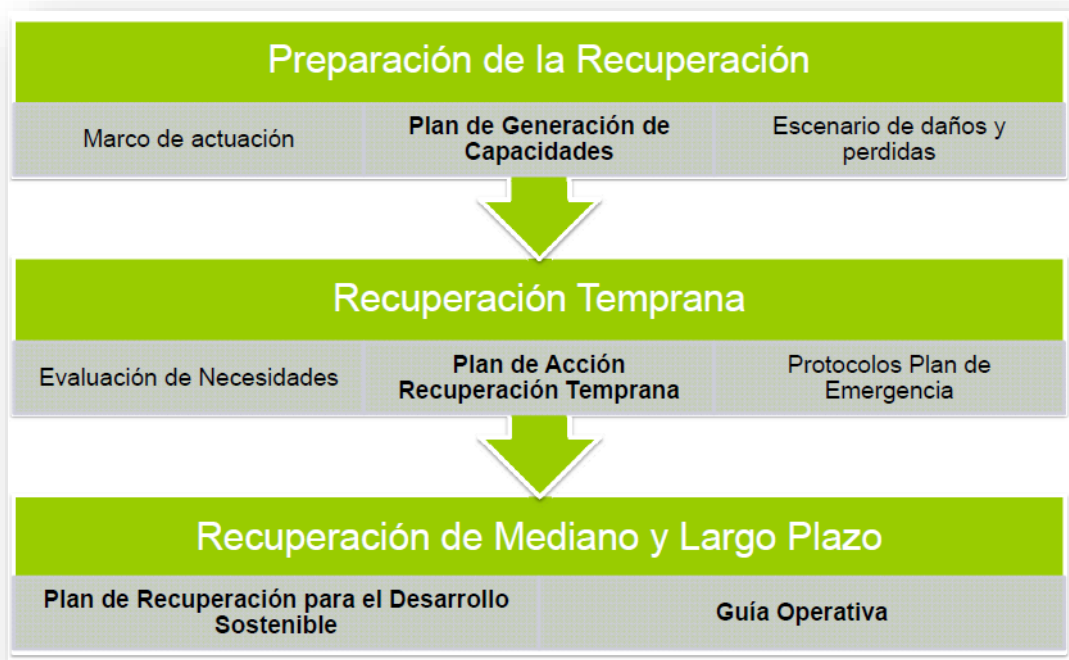 Preparación de la Recuperación
Marco de actuación
Plan de Generación de
Capacidades
Escenario de daños y
perdidas
Recuperación Temprana
Evaluación de Necesidades
Plan de Acción
Recuperación Temprana
Protocolos Plan de
Emergencia
Recuperación de Mediano y Largo Plazo
Plan de Recuperación para el Desarrollo
Sostenible
Guía Operativa